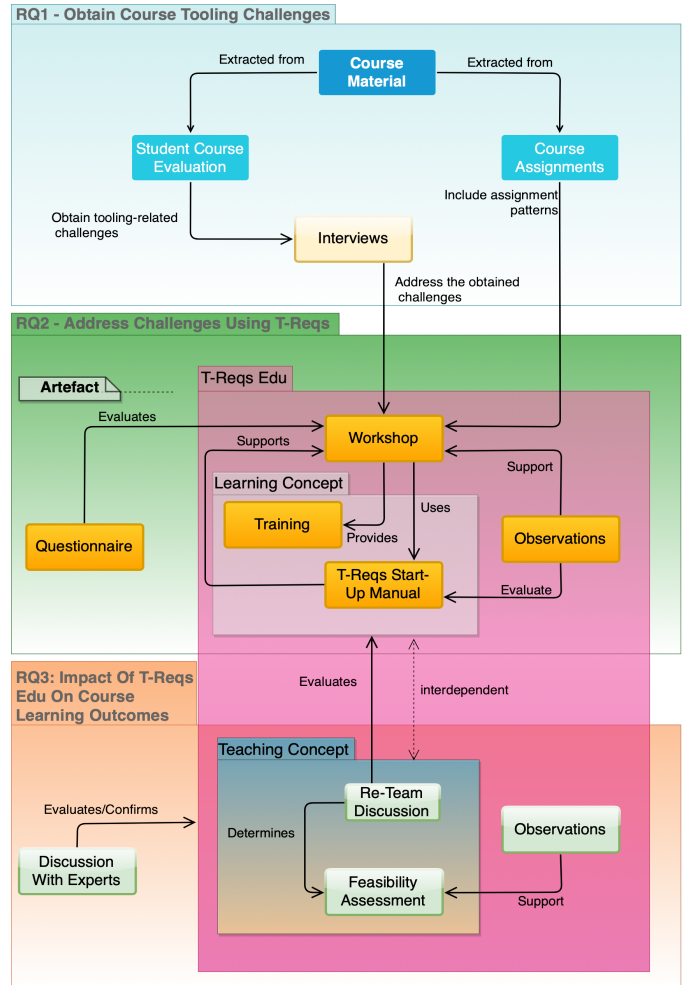 RQ1 - Obtain Course Tooling Challenges
Extracted from
Course
Material
Extracted from
Student Course
Evaluation
Course
Assignments
Include assignment
patterns
Obtain tooling-related
challenges
Interviews
Address the obtained
challenges
RQ2 - Address Challenges Using T-Reqs
T-Reqs Edu
Artefact
Evaluates
Workshop
Supports
Support
Learning Concept
Training
Uses
Provides
Questionnaire
Observations
T-Reqs Start-
Up Manual
Evaluate
RQ3: Impact Of T-Reqs
Edu On Course
Learning Outcomes
Evaluates
interdependent
Teaching Concept
Re-Team
Discussion
Evaluates/Confirms
Determines
Observations
Discussion
With Experts
Feasibility
Assessment
Support